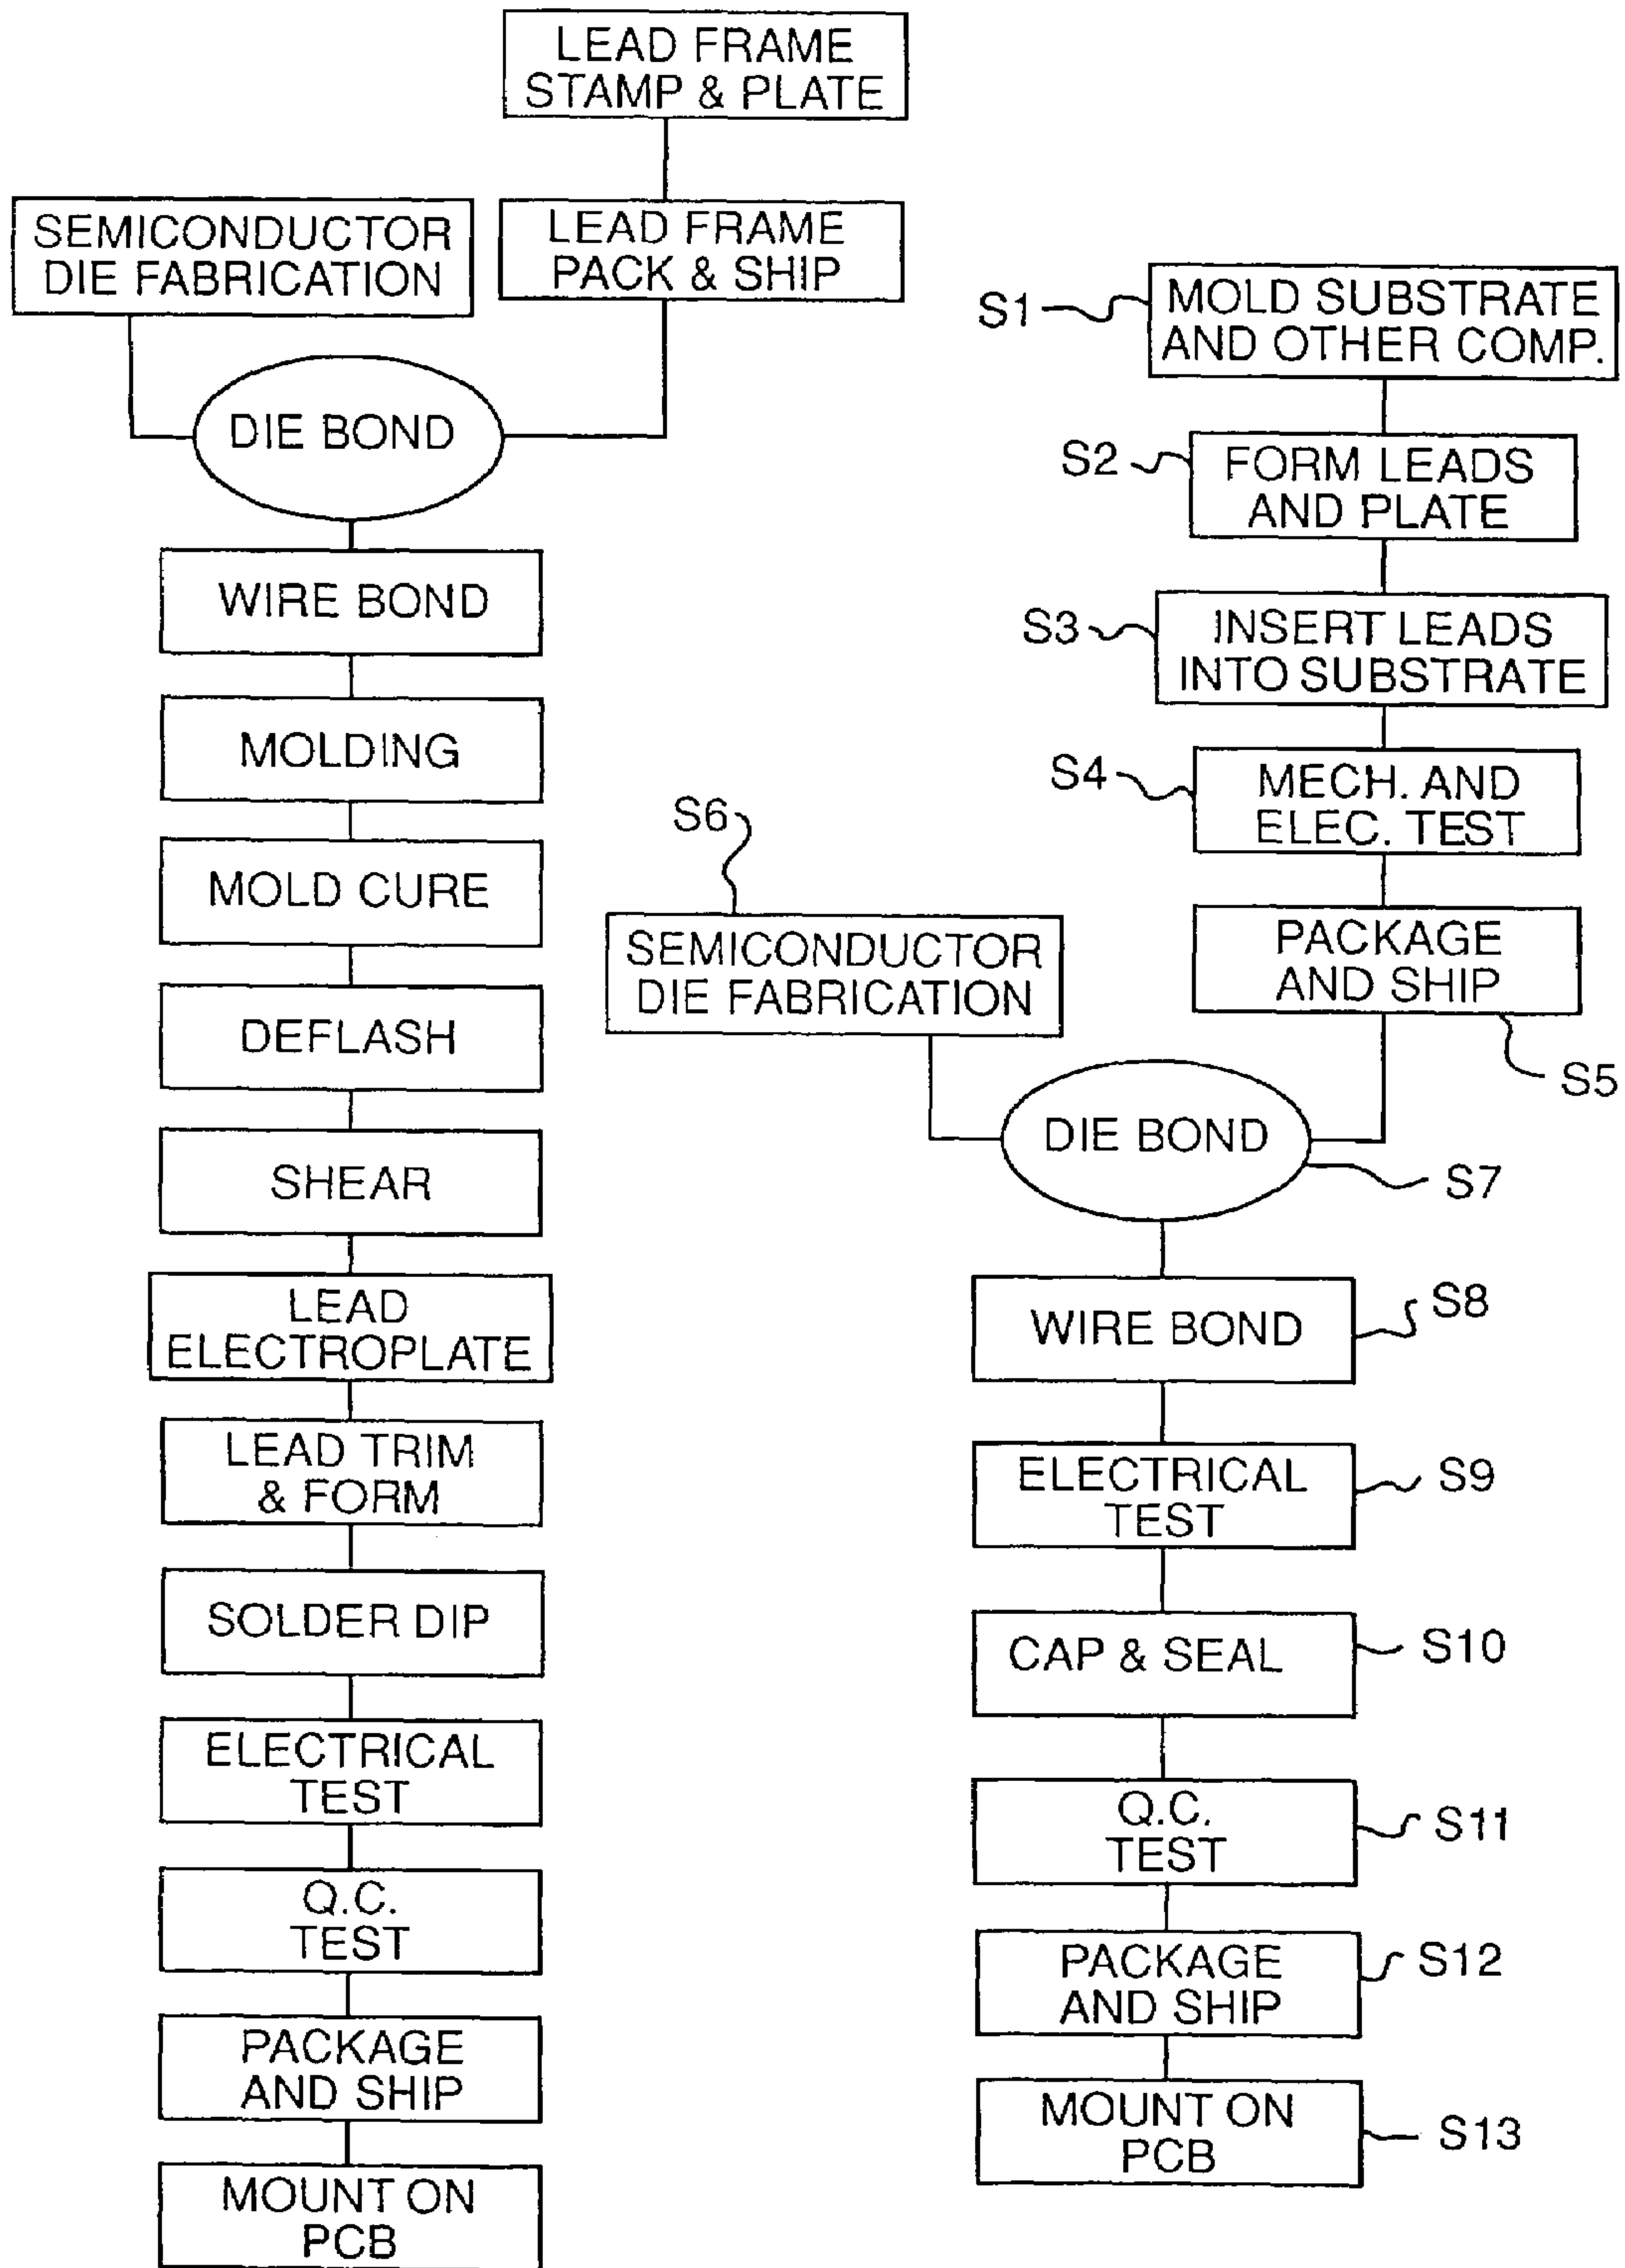 LEAD FRAME
STAMP & PLATE
SEMICONDUCTOR
DIE FABRICATION
LEAD FRAME
PACK & SHIP
DIE BOND
WIRE BOND
MOLDING
MOLD CURE
DEFLASH
SHEAR
LEAD
ELECTROPLATE
LEAD TRIM
& FORM
SOLDER DIP
ELECTRICAL
TEST
Q.C.
TEST
PACKAGE
AND SHIP
MOUNT ON
PCB
S1
MOLD SUBSTRATE
AND OTHER COMP.
S2
FORM LEADS
AND PLATE
S3
INSERT LEADS
INTO SUBSTRATE
S4
MECH. AND
ELEC. TEST
PACKAGE
AND SHIP
S5
S6
SEMICONDUCTOR
DIE FABRICATION
DIE BOND
S7
WIRE BOND
S8
ELECTRICAL
TEST
S9
CAP & SEAL
S10
Q.C.
TEST
S11
PACKAGE
AND SHIP
S12
MOUNT ON
PCB
S13